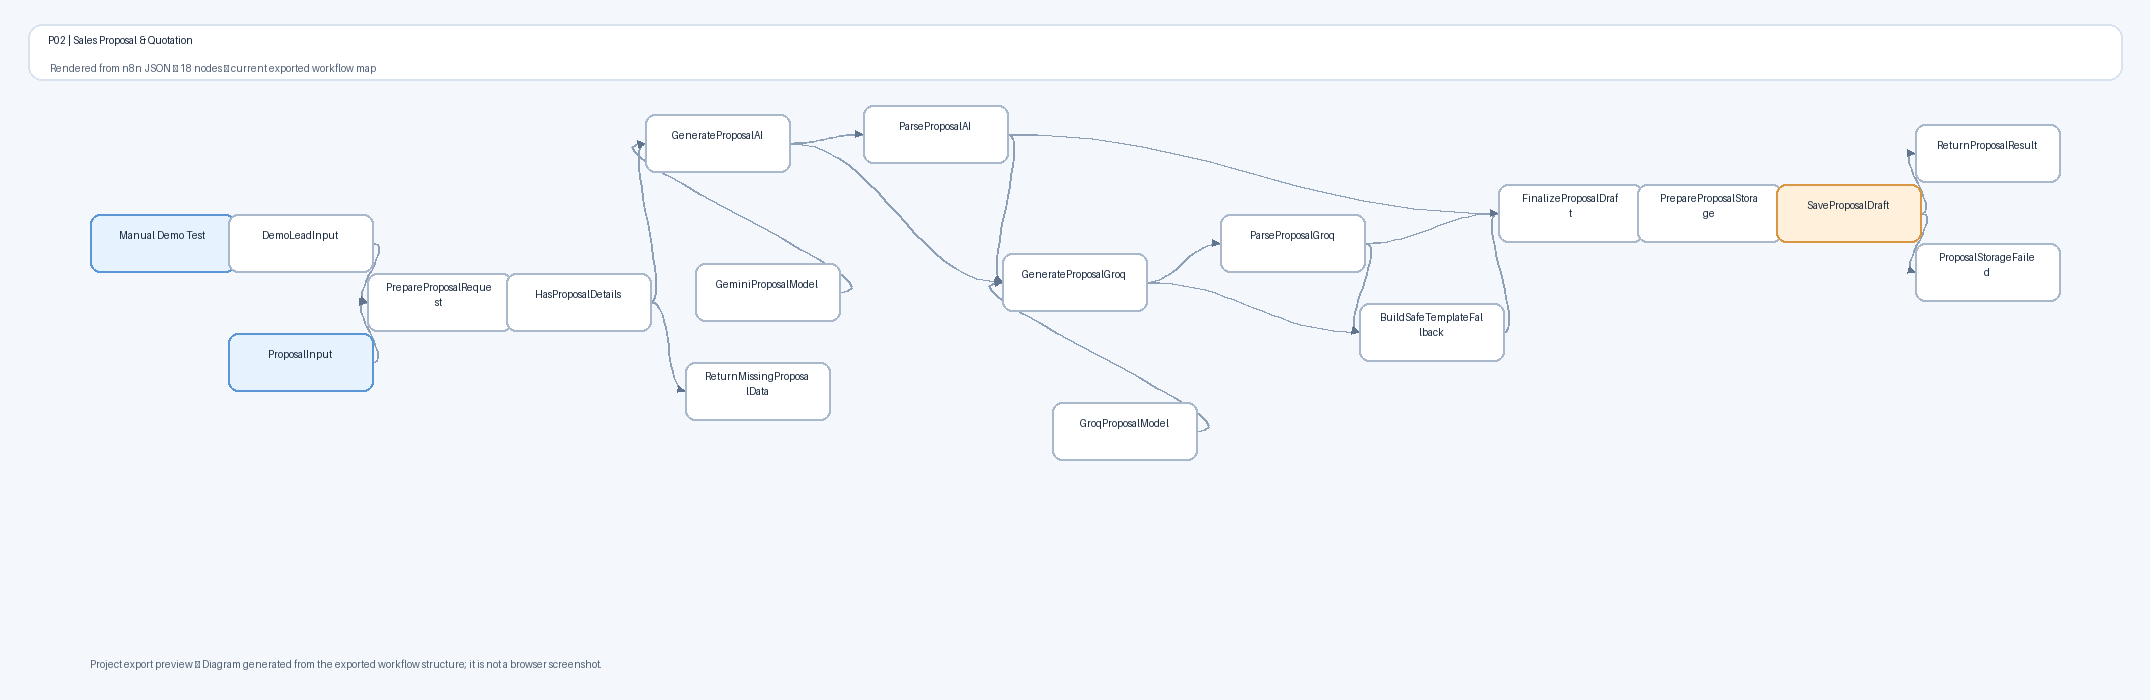 P02 | Sales Proposal & Quotation
Rendered from n8n JSON ▯ 18 nodes ▯ current exported workflow map
GenerateProposalAI
ParseProposalAI
ReturnProposalResult
FinalizeProposalDraf
t
PrepareProposalStora
ge
SaveProposalDraft
Manual Demo Test
DemoLeadInput
ParseProposalGroq
ProposalStorageFaile
d
GenerateProposalGroq
PrepareProposalReque
st
HasProposalDetails
GeminiProposalModel
BuildSafeTemplateFal
lback
ProposalInput
ReturnMissingProposa
lData
GroqProposalModel
Project export preview ▯ Diagram generated from the exported workflow structure; it is not a browser screenshot.